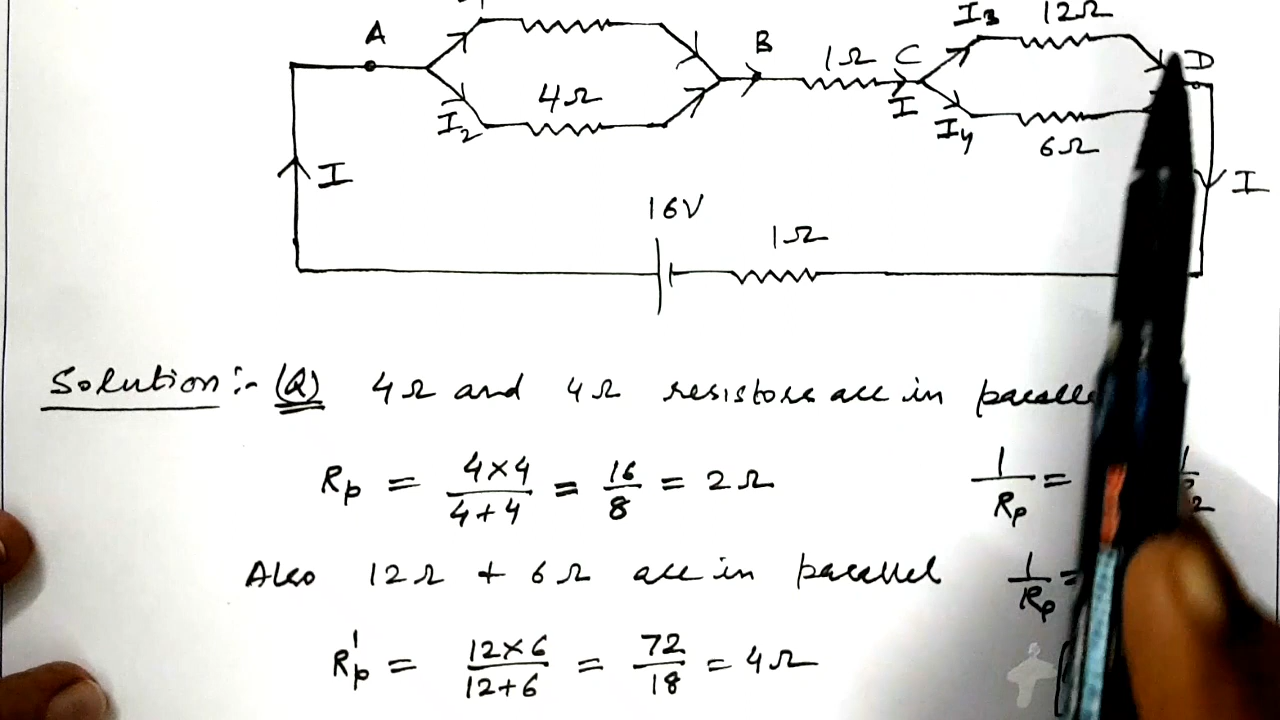 I₃ 12Ω
A B 1Ω C D
4Ω I
I₂ I₄ 6Ω
I I
16V 1Ω
Solution :- (a) 4Ω and 4Ω resistors are in
Rp = 4×4/4+4 = 16/8 = 2Ω 1/Rp =
Also 12Ω + 6Ω are in parallel 1/Rp =
R'p = 12×6/12+6 = 72/18 = 4Ω